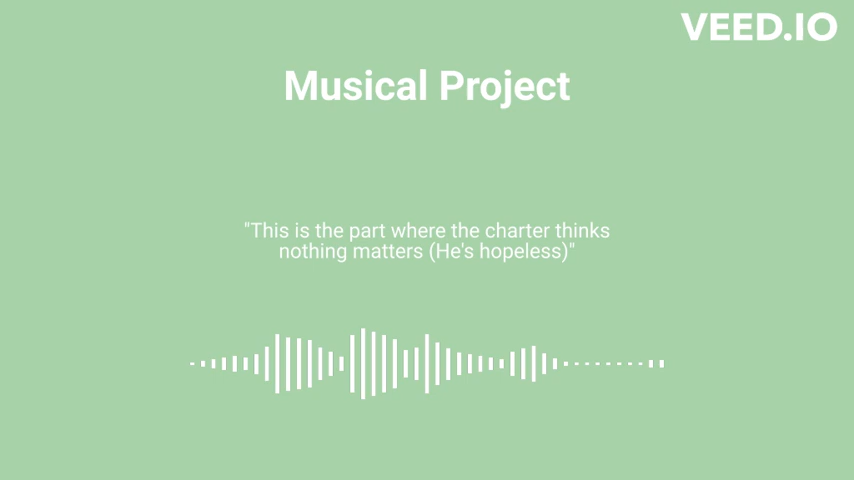 VEED.IO
Musical Project
"This is the part where the charter thinks
nothing matters (He's hopeless)"